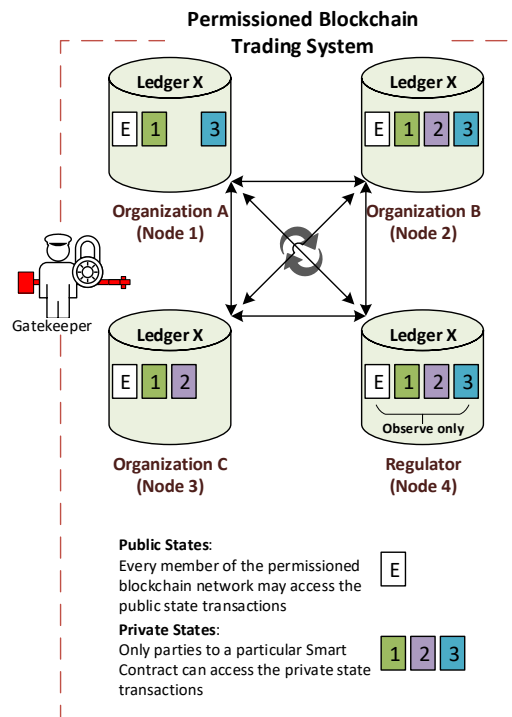 Permissioned Blockchain
Trading System
Ledger X
E 1 3
Organization A
(Node 1)
Ledger X
E 1 2 3
Organization B
(Node 2)
Gatekeeper
Ledger X
E 1 2
Organization C
(Node 3)
Ledger X
E 1 2 3
Observe only
Regulator
(Node 4)
Public States:
Every member of the permissioned
blockchain network may access the
public state transactions
E
Private States:
Only parties to a particular Smart
Contract can access the private state
transactions
1 2 3